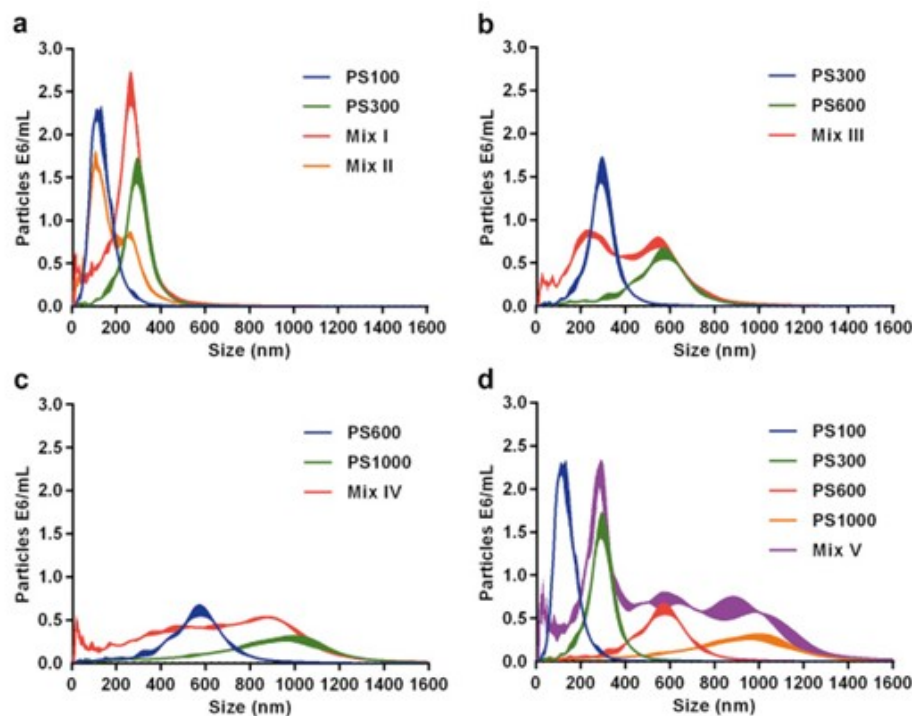 a
3.0
2.5
2.0
1.5
1.0
0.5
0.0
Particles E6/mL
0 200 400 600 800 1000 1200 1400 1600
Size (nm)
PS100
PS300
Mix I
Mix II
b
3.0
2.5
2.0
1.5
1.0
0.5
0.0
Particles E6/mL
0 200 400 600 800 1000 1200 1400 1600
Size (nm)
PS300
PS600
Mix III
c
3.0
2.5
2.0
1.5
1.0
0.5
0.0
Particles E6/mL
0 200 400 600 800 1000 1200 1400 1600
Size (nm)
PS600
PS1000
Mix IV
d
3.0
2.5
2.0
1.5
1.0
0.5
0.0
Particles E6/mL
0 200 400 600 800 1000 1200 1400 1600
Size (nm)
PS100
PS300
PS600
PS1000
Mix V